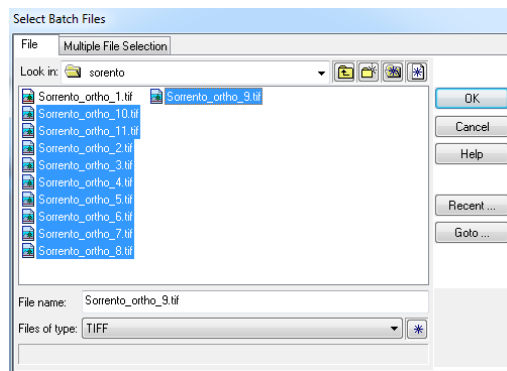 Select Batch Files
File Multiple File Selection
Look in: sorento
Sorrento_ortho_1.tif Sorrento_ortho_9.tif
Sorrento_ortho_10.tif
Sorrento_ortho_11.tif
Sorrento_ortho_2.tif
Sorrento_ortho_3.tif
Sorrento_ortho_4.tif
Sorrento_ortho_5.tif
Sorrento_ortho_6.tif
Sorrento_ortho_7.tif
Sorrento_ortho_8.tif
OK
Cancel
Help
Recent ...
Goto ...
File name: Sorrento_ortho_9.tif
Files of type: TIFF